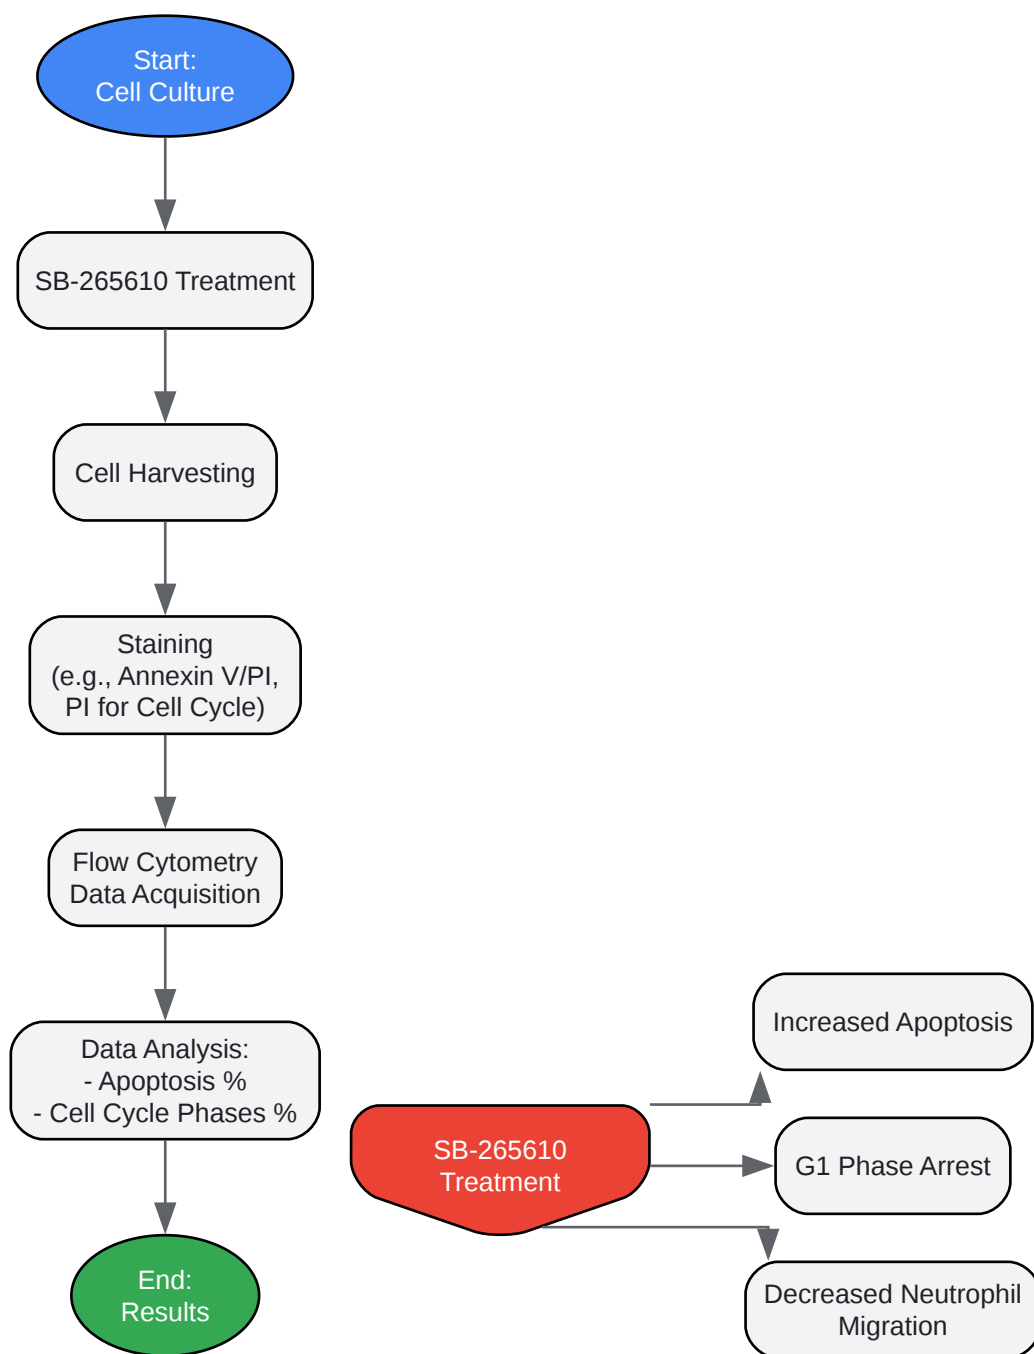 Start:
Cell Culture
SB-265610 Treatment
Cell Harvesting
Staining
(e.g., Annexin V/PI,
PI for Cell Cycle)
Flow Cytometry
Data Acquisition
Data Analysis:
- Apoptosis %
- Cell Cycle Phases %
End:
Results
SB-265610
Treatment
Increased Apoptosis
G1 Phase Arrest
Decreased Neutrophil
Migration